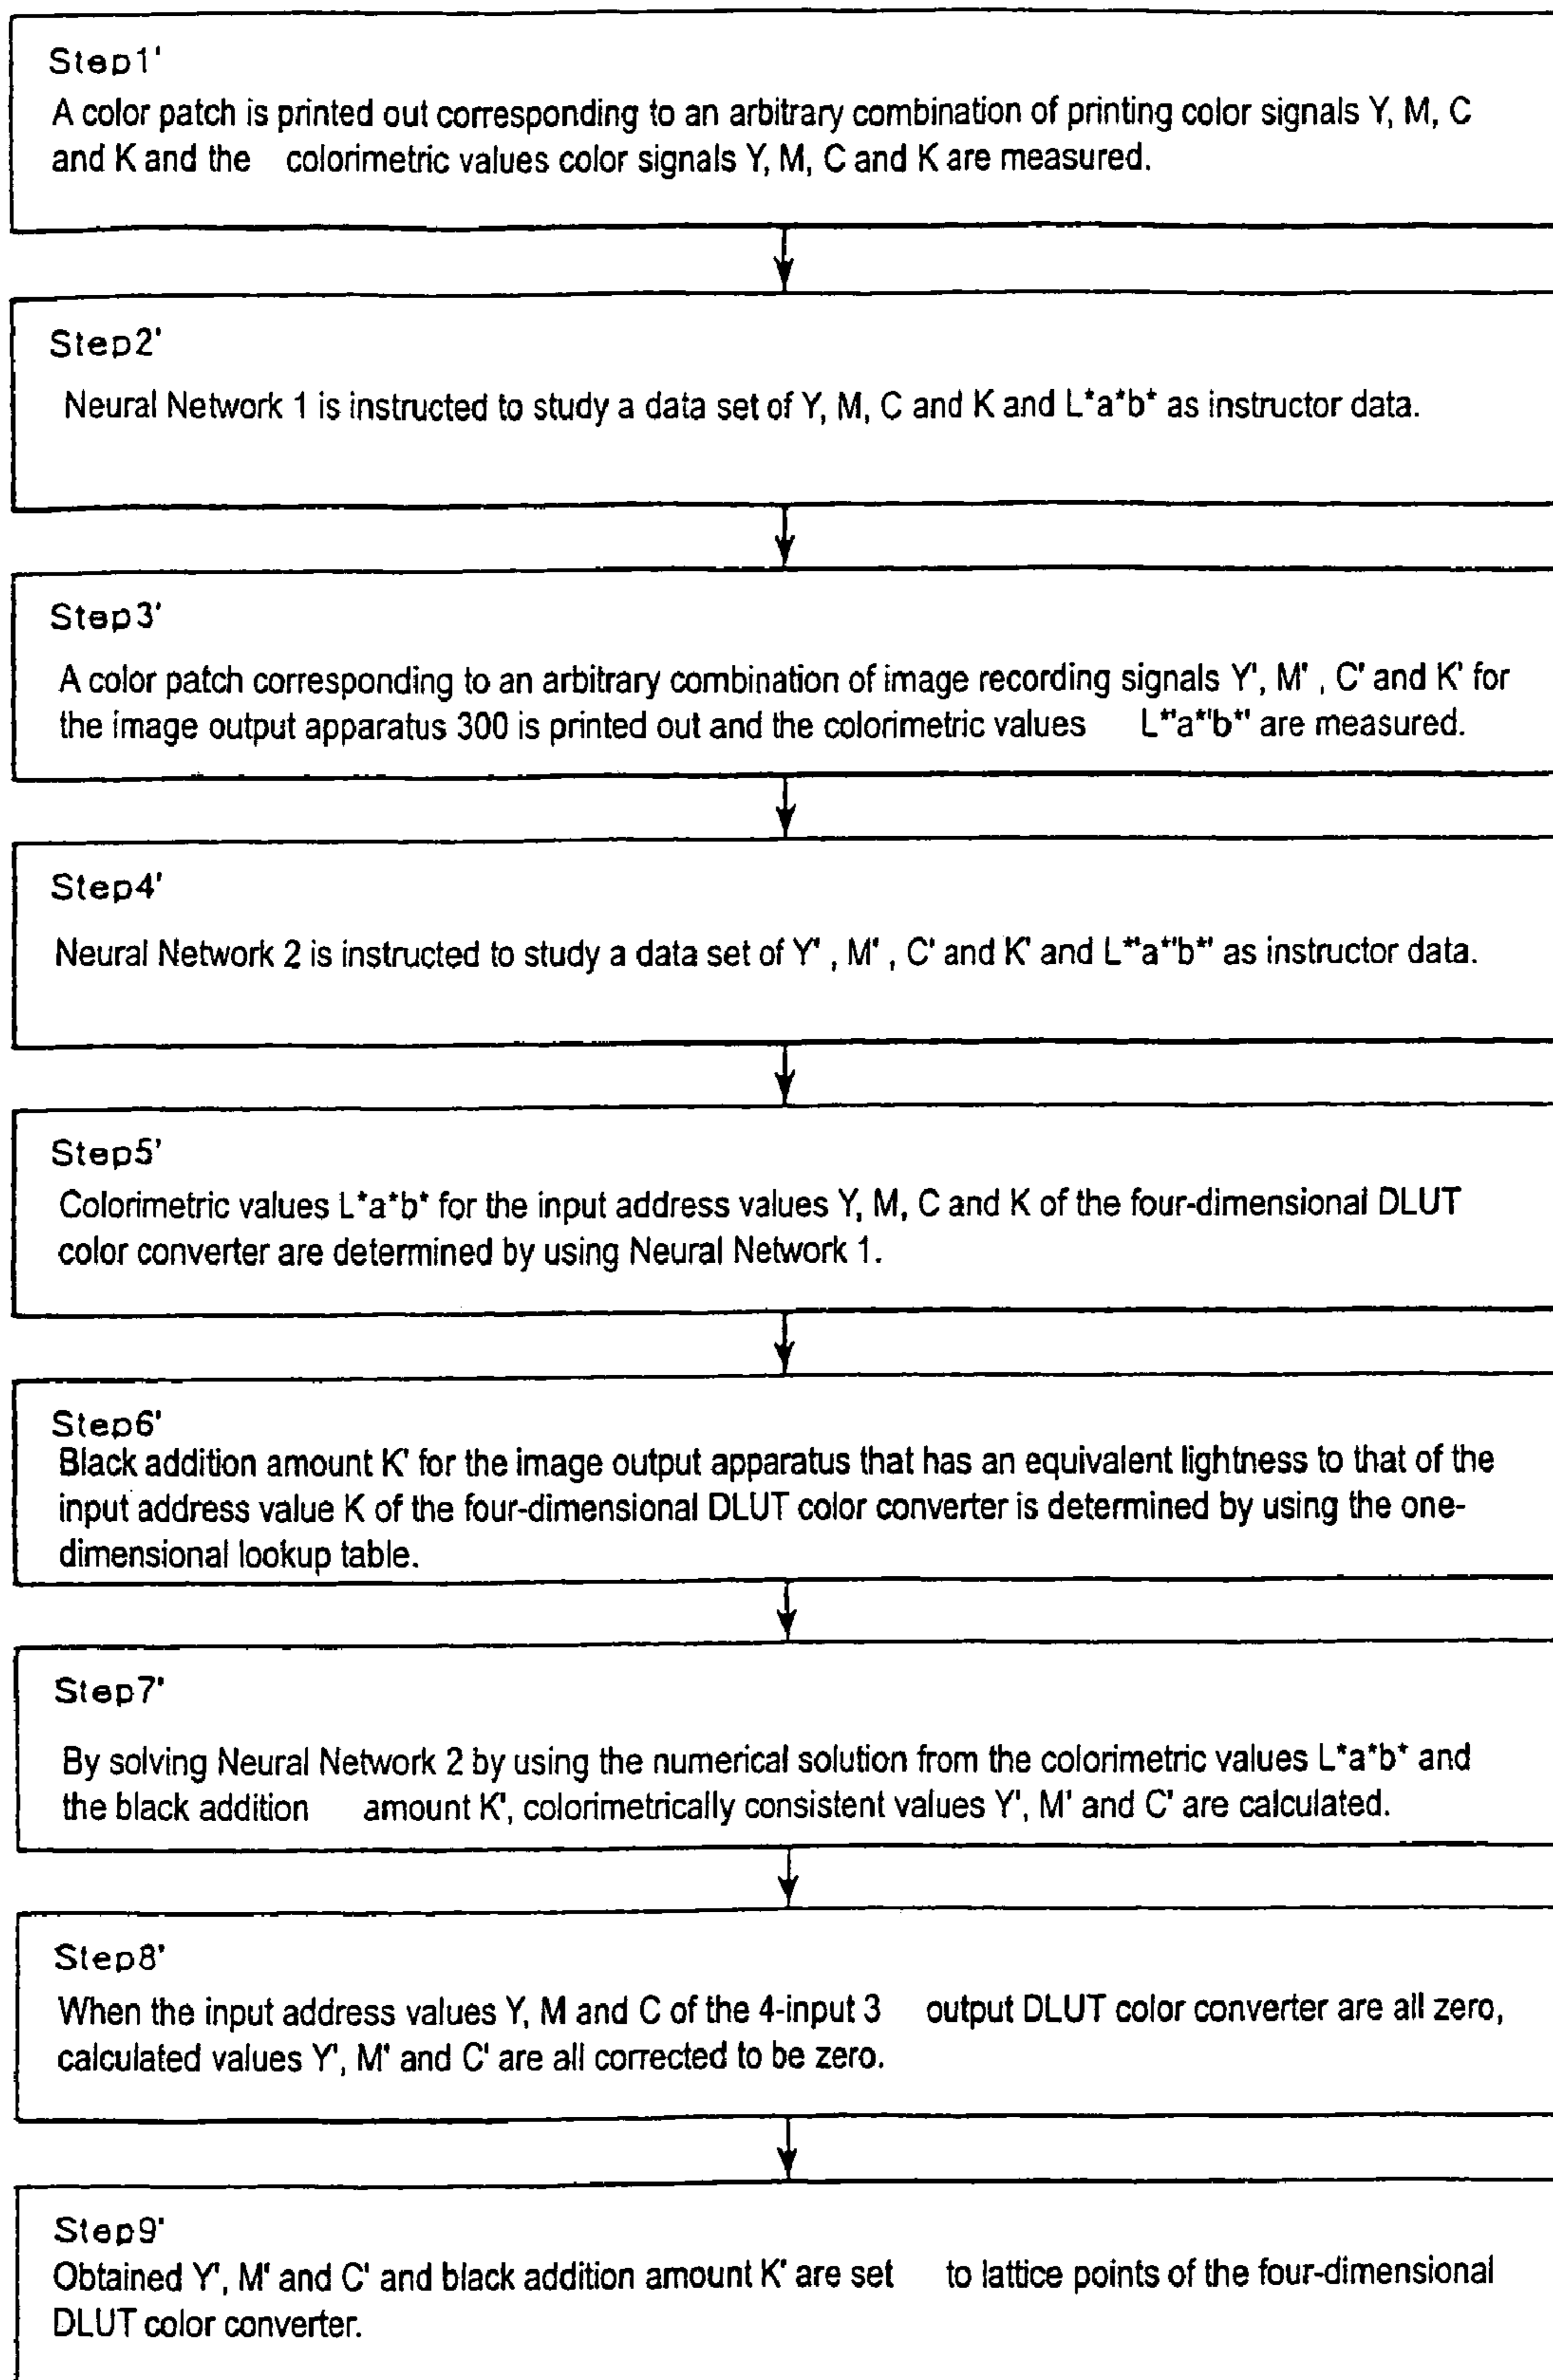 Step1'
A color patch is printed out corresponding to an arbitrary combination of printing color signals Y, M, C
and K and the colorimetric values color signals Y, M, C and K are measured.
Step2'
Neural Network 1 is instructed to study a data set of Y, M, C and K and L*a*b* as instructor data.
Step3'
A color patch corresponding to an arbitrary combination of image recording signals Y', M' , C' and K' for
the image output apparatus 300 is printed out and the colorimetric values L*'a*'b*' are measured.
Step4'
Neural Network 2 is instructed to study a data set of Y' , M' , C' and K' and L*'a*'b*' as instructor data.
Step5'
Colorimetric values L*a*b* for the input address values Y, M, C and K of the four-dimensional DLUT
color converter are determined by using Neural Network 1.
Step6'
Black addition amount K' for the image output apparatus that has an equivalent lightness to that of the
input address value K of the four-dimensional DLUT color converter is determined by using the one-
dimensional lookup table.
Step7'
By solving Neural Network 2 by using the numerical solution from the colorimetric values L*a*b* and
the black addition amount K', colorimetrically consistent values Y', M' and C' are calculated.
Step8'
When the input address values Y, M and C of the 4-input 3 output DLUT color converter are all zero,
calculated values Y', M' and C' are all corrected to be zero.
Step9'
Obtained Y', M' and C' and black addition amount K' are set to lattice points of the four-dimensional
DLUT color converter.